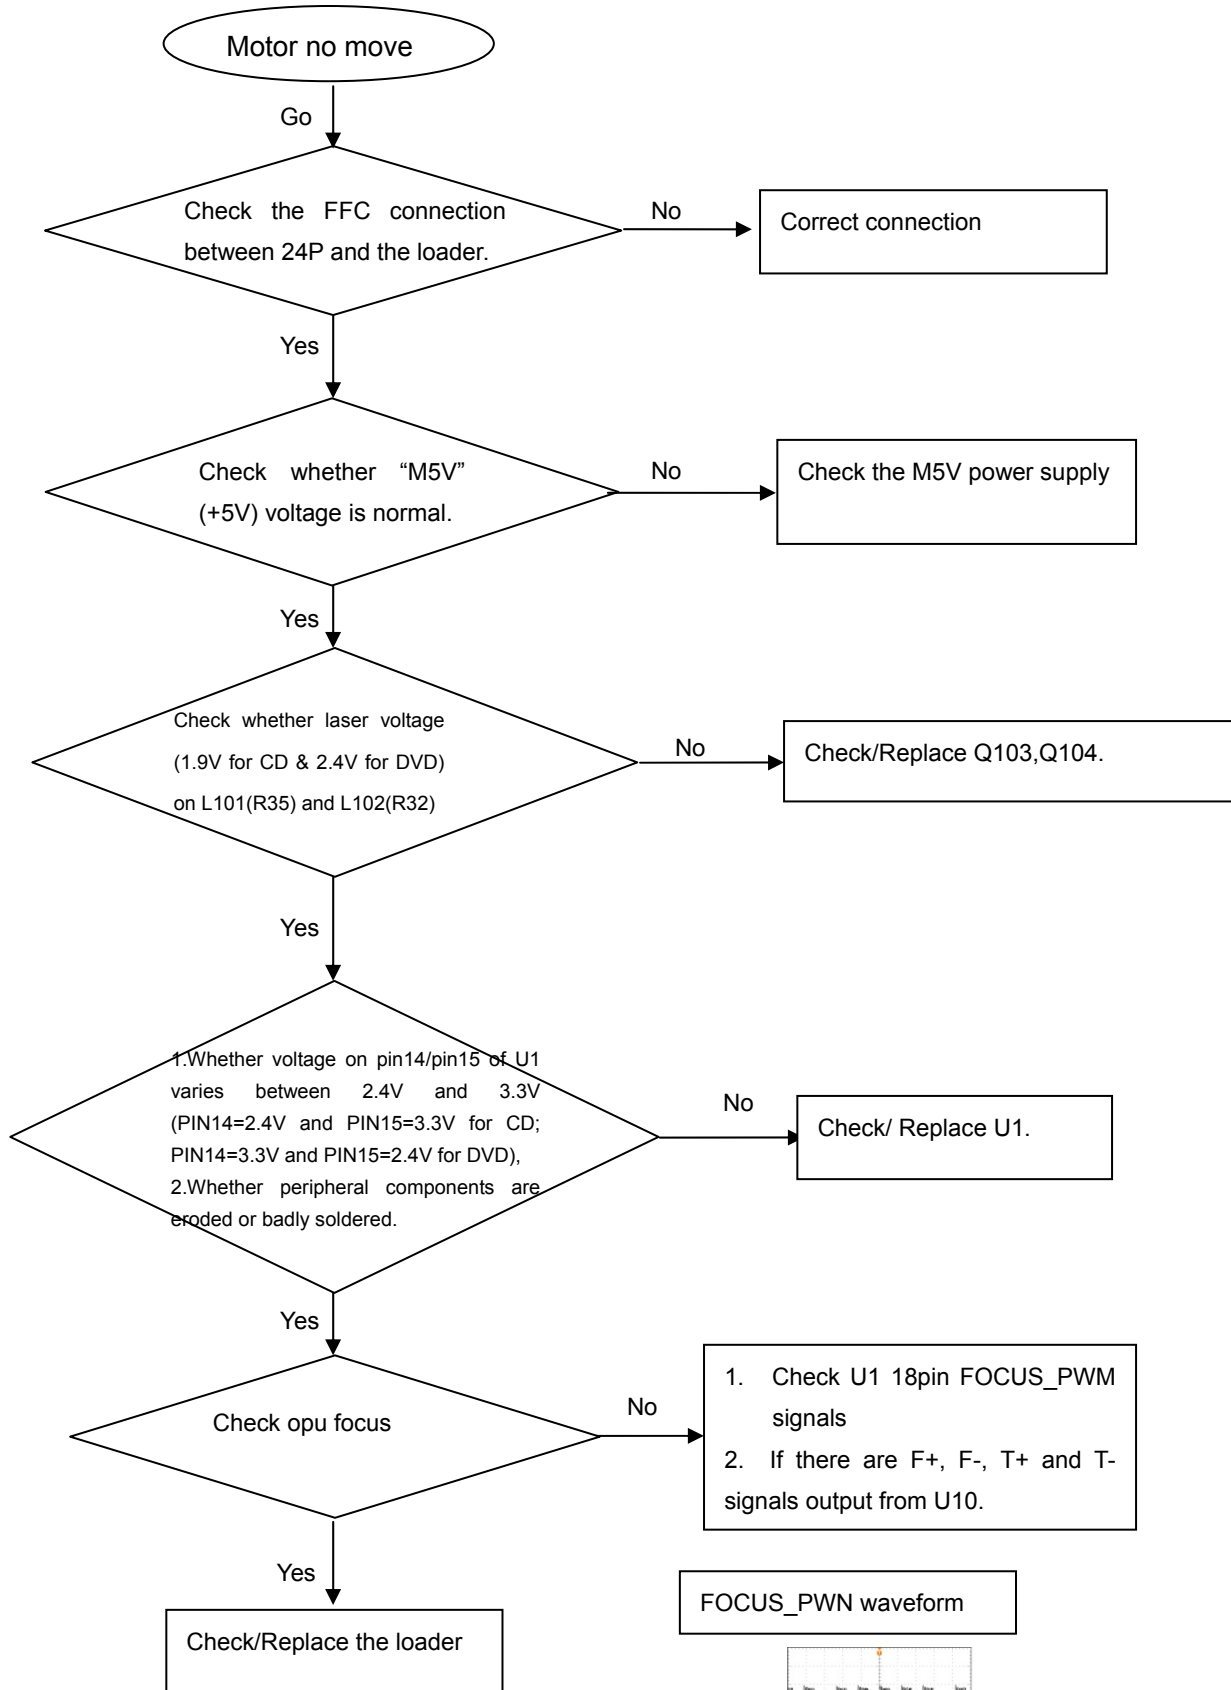 Motor no move
Go
Check the FFC connection
between 24P and the loader.
No
Correct connection
Yes
Check whether “M5V”
(+5V) voltage is normal.
No
Check the M5V power supply
Yes
Check whether laser voltage
(1.9V for CD & 2.4V for DVD)
on L101(R35) and L102(R32)
No
Check/Replace Q103,Q104.
Yes
1.Whether voltage on pin14/pin15 of U1
varies between 2.4V and 3.3V
(PIN14=2.4V and PIN15=3.3V for CD;
PIN14=3.3V and PIN15=2.4V for DVD),
2.Whether peripheral components are
eroded or badly soldered.
No
Check/ Replace U1.
Yes
Check opu focus
No
1. Check U1 18pin FOCUS_PWM
signals
2. If there are F+, F-, T+ and T-
signals output from U10.
Yes
Check/Replace the loader
FOCUS_PWN waveform